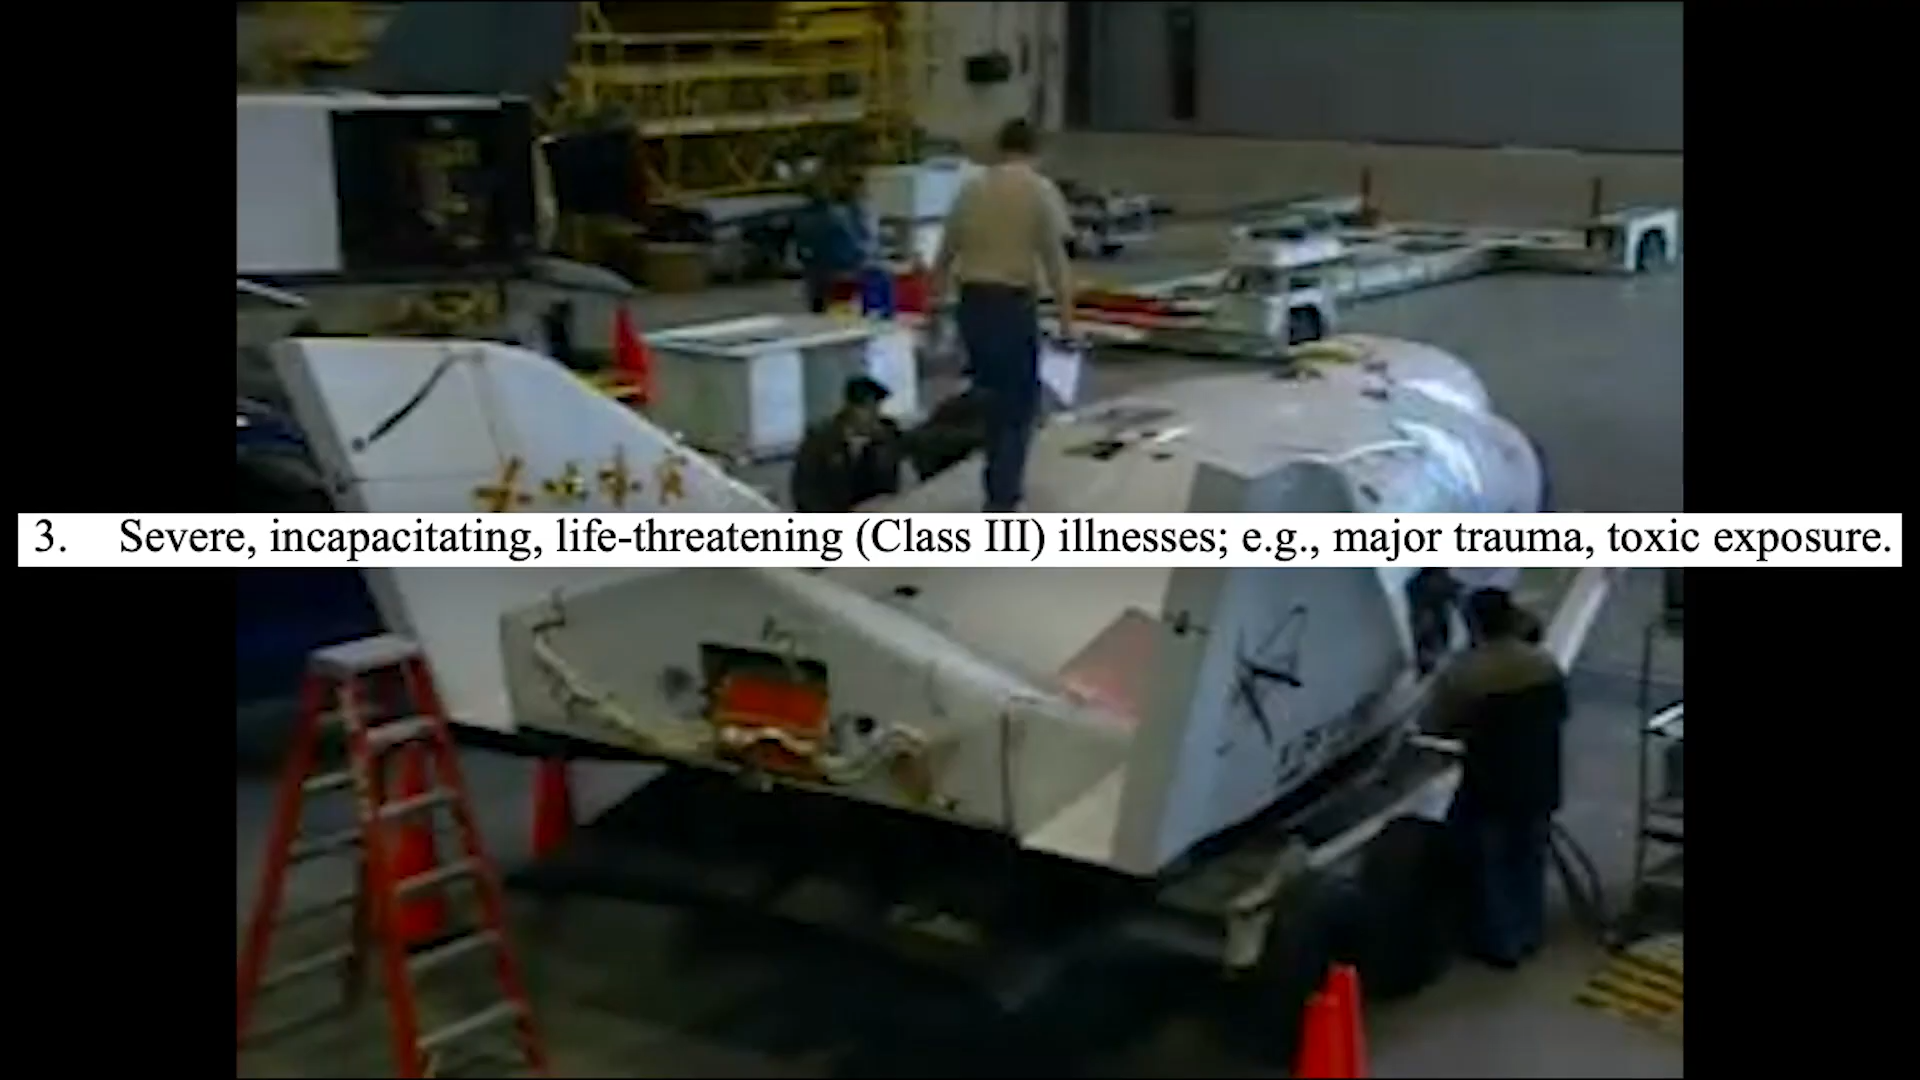 3. Severe, incapacitating, life-threatening (Class III) illnesses; e.g., major trauma, toxic exposure.